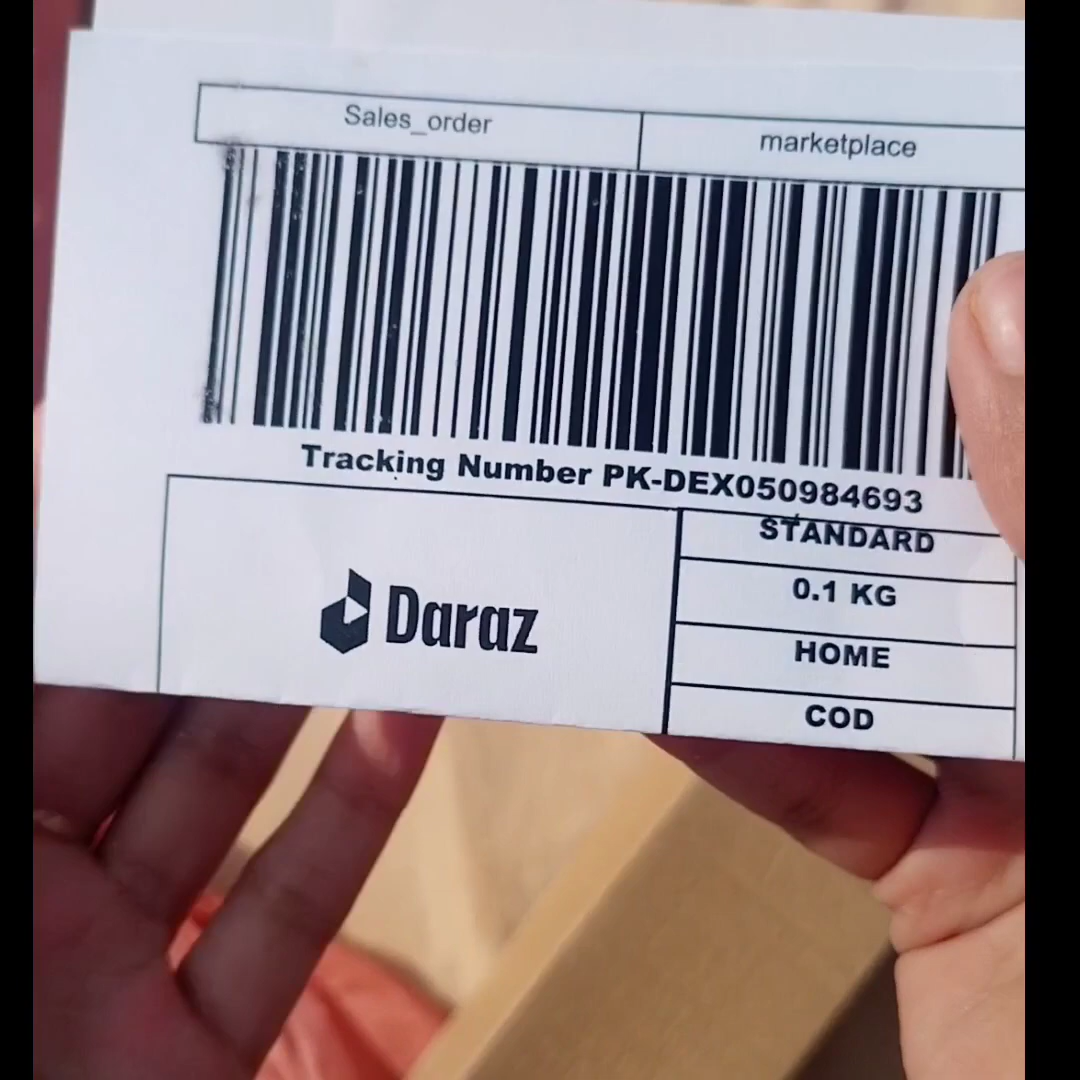 Sales_order
marketplace
Tracking Number PK-DEX050984693
STANDARD
0.1 KG
HOME
COD
Daraz